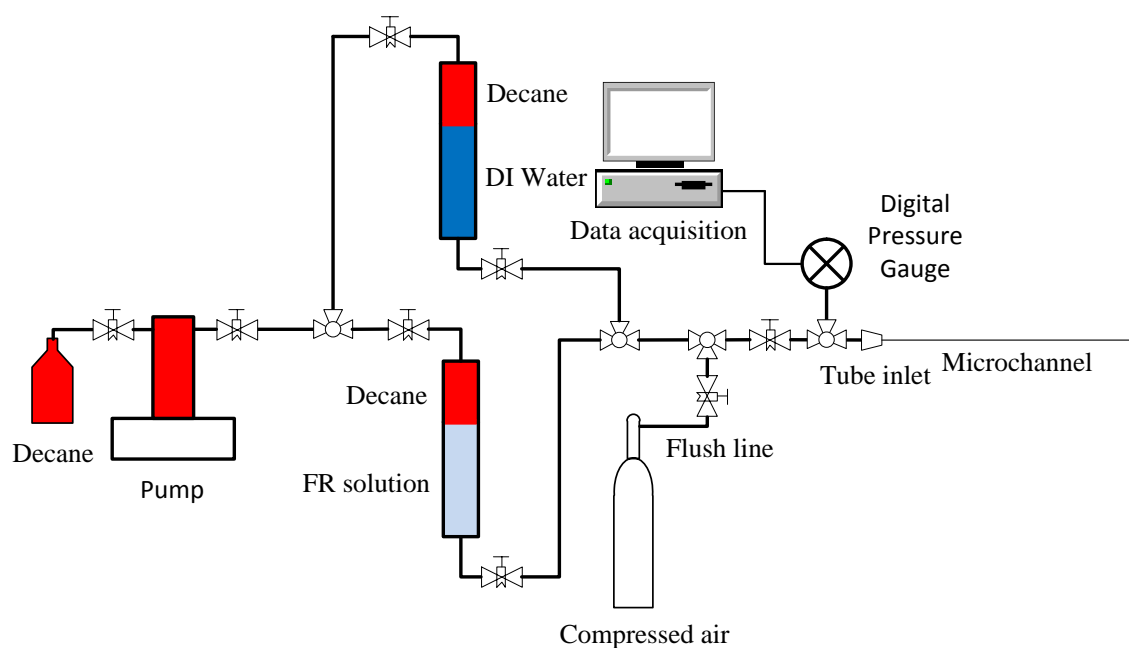 Decane
DI Water
Data acquisition
Digital
Pressure
Gauge
Decane
FR solution
Decane
Pump
Tube inlet
Microchannel
Flush line
Compressed air